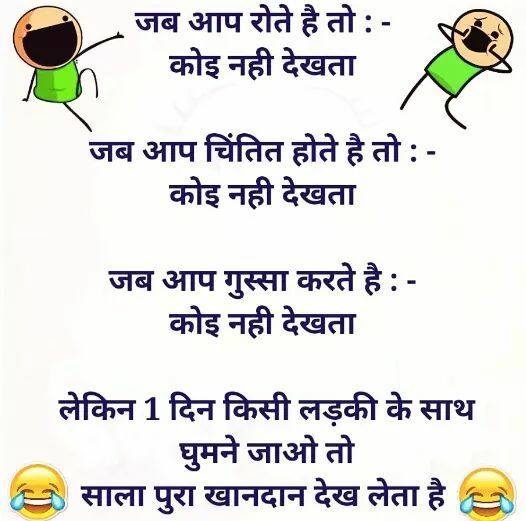 जब आप रोते है तो : -
कोइ नही देखता
जब आप चिंतित होते है तो : -
कोइ नही देखता
जब आप गुस्सा करते है : -
कोइ नही देखता
लेकिन 1 दिन किसी लड़की के साथ
घुमने जाओ तो
साला पुरा खानदान देख लेता है